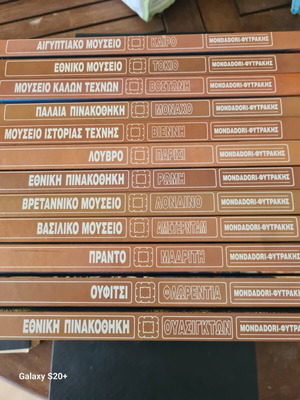 ΑΙΓΥΠΤΙΑΚΟ ΜΟΥΣΕΙΟ ΚΑΪΡΟ MONDADORI-ΦΥΤΡΑΚΗΣ
ΕΘΝΙΚΟ ΜΟΥΣΕΙΟ ΤΟΚΙΟ MONDADORI-ΦΥΤΡΑΚΗΣ
ΜΟΥΣΕΙΟ ΚΑΛΩΝ ΤΕΧΝΩΝ ΒΟΣΤΩΝΗ MONDADORI-ΦΥΤΡΑΚΗΣ
ΠΑΛΑΙΑ ΠΙΝΑΚΟΘΗΚΗ ΜΟΝΑΧΟ MONDADORI-ΦΥΤΡΑΚΗΣ
ΜΟΥΣΕΙΟ ΙΣΤΟΡΙΑΣ ΤΕΧΝΗΣ ΒΙΕΝΝΗ MONDADORI-ΦΥΤΡΑΚΗΣ
ΛΟΥΒΡΟ ΠΑΡΙΣΙ MONDADORI-ΦΥΤΡΑΚΗΣ
ΕΘΝΙΚΗ ΠΙΝΑΚΟΘΗΚΗ ΡΩΜΗ MONDADORI-ΦΥΤΡΑΚΗΣ
ΒΡΕΤΑΝΝΙΚΟ ΜΟΥΣΕΙΟ ΛΟΝΔΙΝΟ MONDADORI-ΦΥΤΡΑΚΗΣ
ΒΑΣΙΛΙΚΟ ΜΟΥΣΕΙΟ ΑΜΣΤΕΡΝΤΑΜ MONDADORI-ΦΥΤΡΑΚΗΣ
ΠΡΑΝΤΟ ΜΑΔΡΙΤΗ MONDADORI-ΦΥΤΡΑΚΗΣ
ΟΥΦΙΤΣΙ ΦΛΩΡΕΝΤΙΑ MONDADORI-ΦΥΤΡΑΚΗΣ
ΕΘΝΙΚΗ ΠΙΝΑΚΟΘΗΚΗ ΟΥΑΣΙΓΚΤΩΝ MONDADORI-ΦΥΤΡΑΚΗΣ
Galaxy S20+